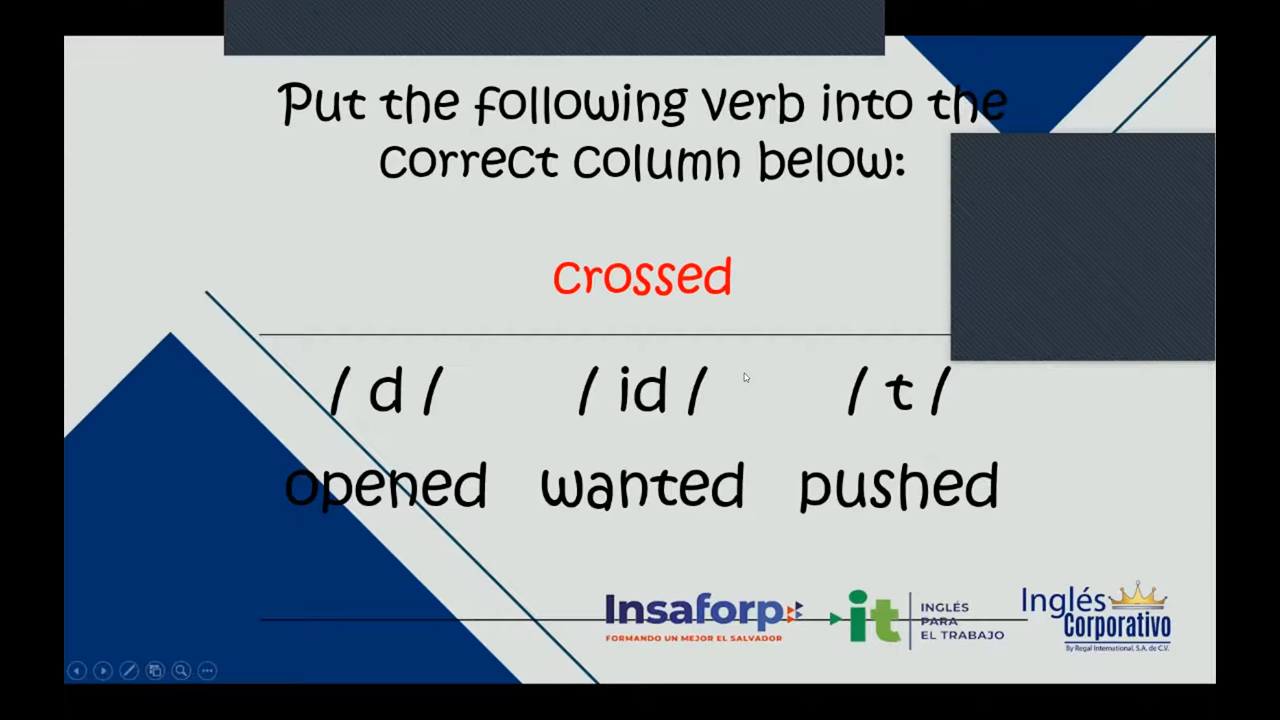 Put the following verb into the
correct column below:
crossed
/ d / / id / / t /
opened wanted pushed
Insaforp
FORMANDO UN MEJOR EL SALVADOR
it
INGLÉS
PARA
EL TRABAJO
Inglés
Corporativo
By Regal International, S.A. de C.V.